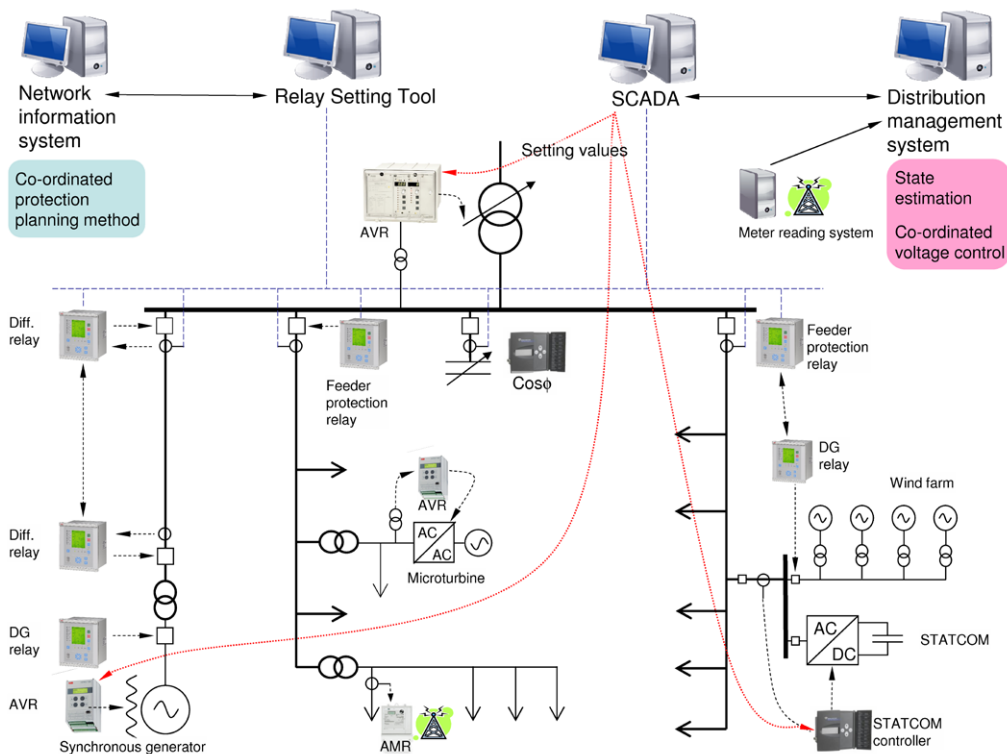 Network
information
system
Relay Setting Tool
SCADA
Distribution
management
system
Co-ordinated
protection
planning method
Setting values
AVR
Meter reading system
State
estimation
Co-ordinated
voltage control
Diff.
relay
Feeder
protection
relay
Cosϕ
Feeder
protection
relay
DG
relay
AVR
Wind farm
Diff.
relay
AC
AC
Microturbine
DG
relay
AC
DC
STATCOM
AVR
Synchronous generator
AMR
STATCOM
controller